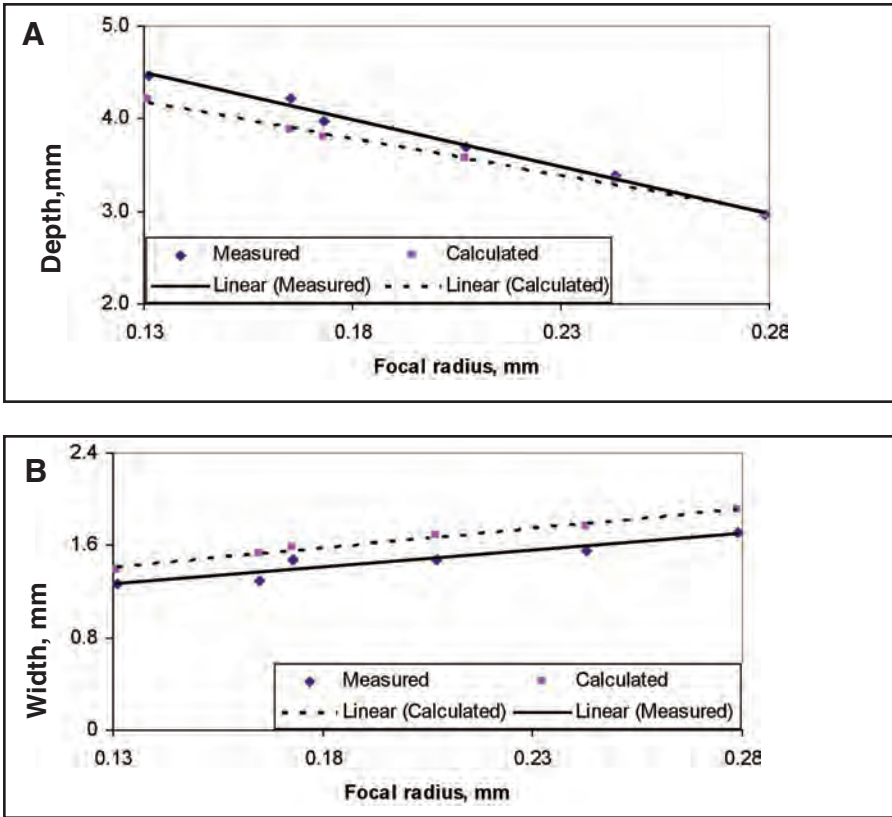 A
5.0
4.0
3.0
2.0
Depth,mm
Measured Calculated
Linear (Measured) Linear (Calculated)
0.13 0.18 0.23 0.28
Focal radius, mm
B
2.4
1.6
0.8
0
Width, mm
Measured Calculated
Linear (Calculated) Linear (Measured)
0.13 0.18 0.23 0.28
Focal radius, mm